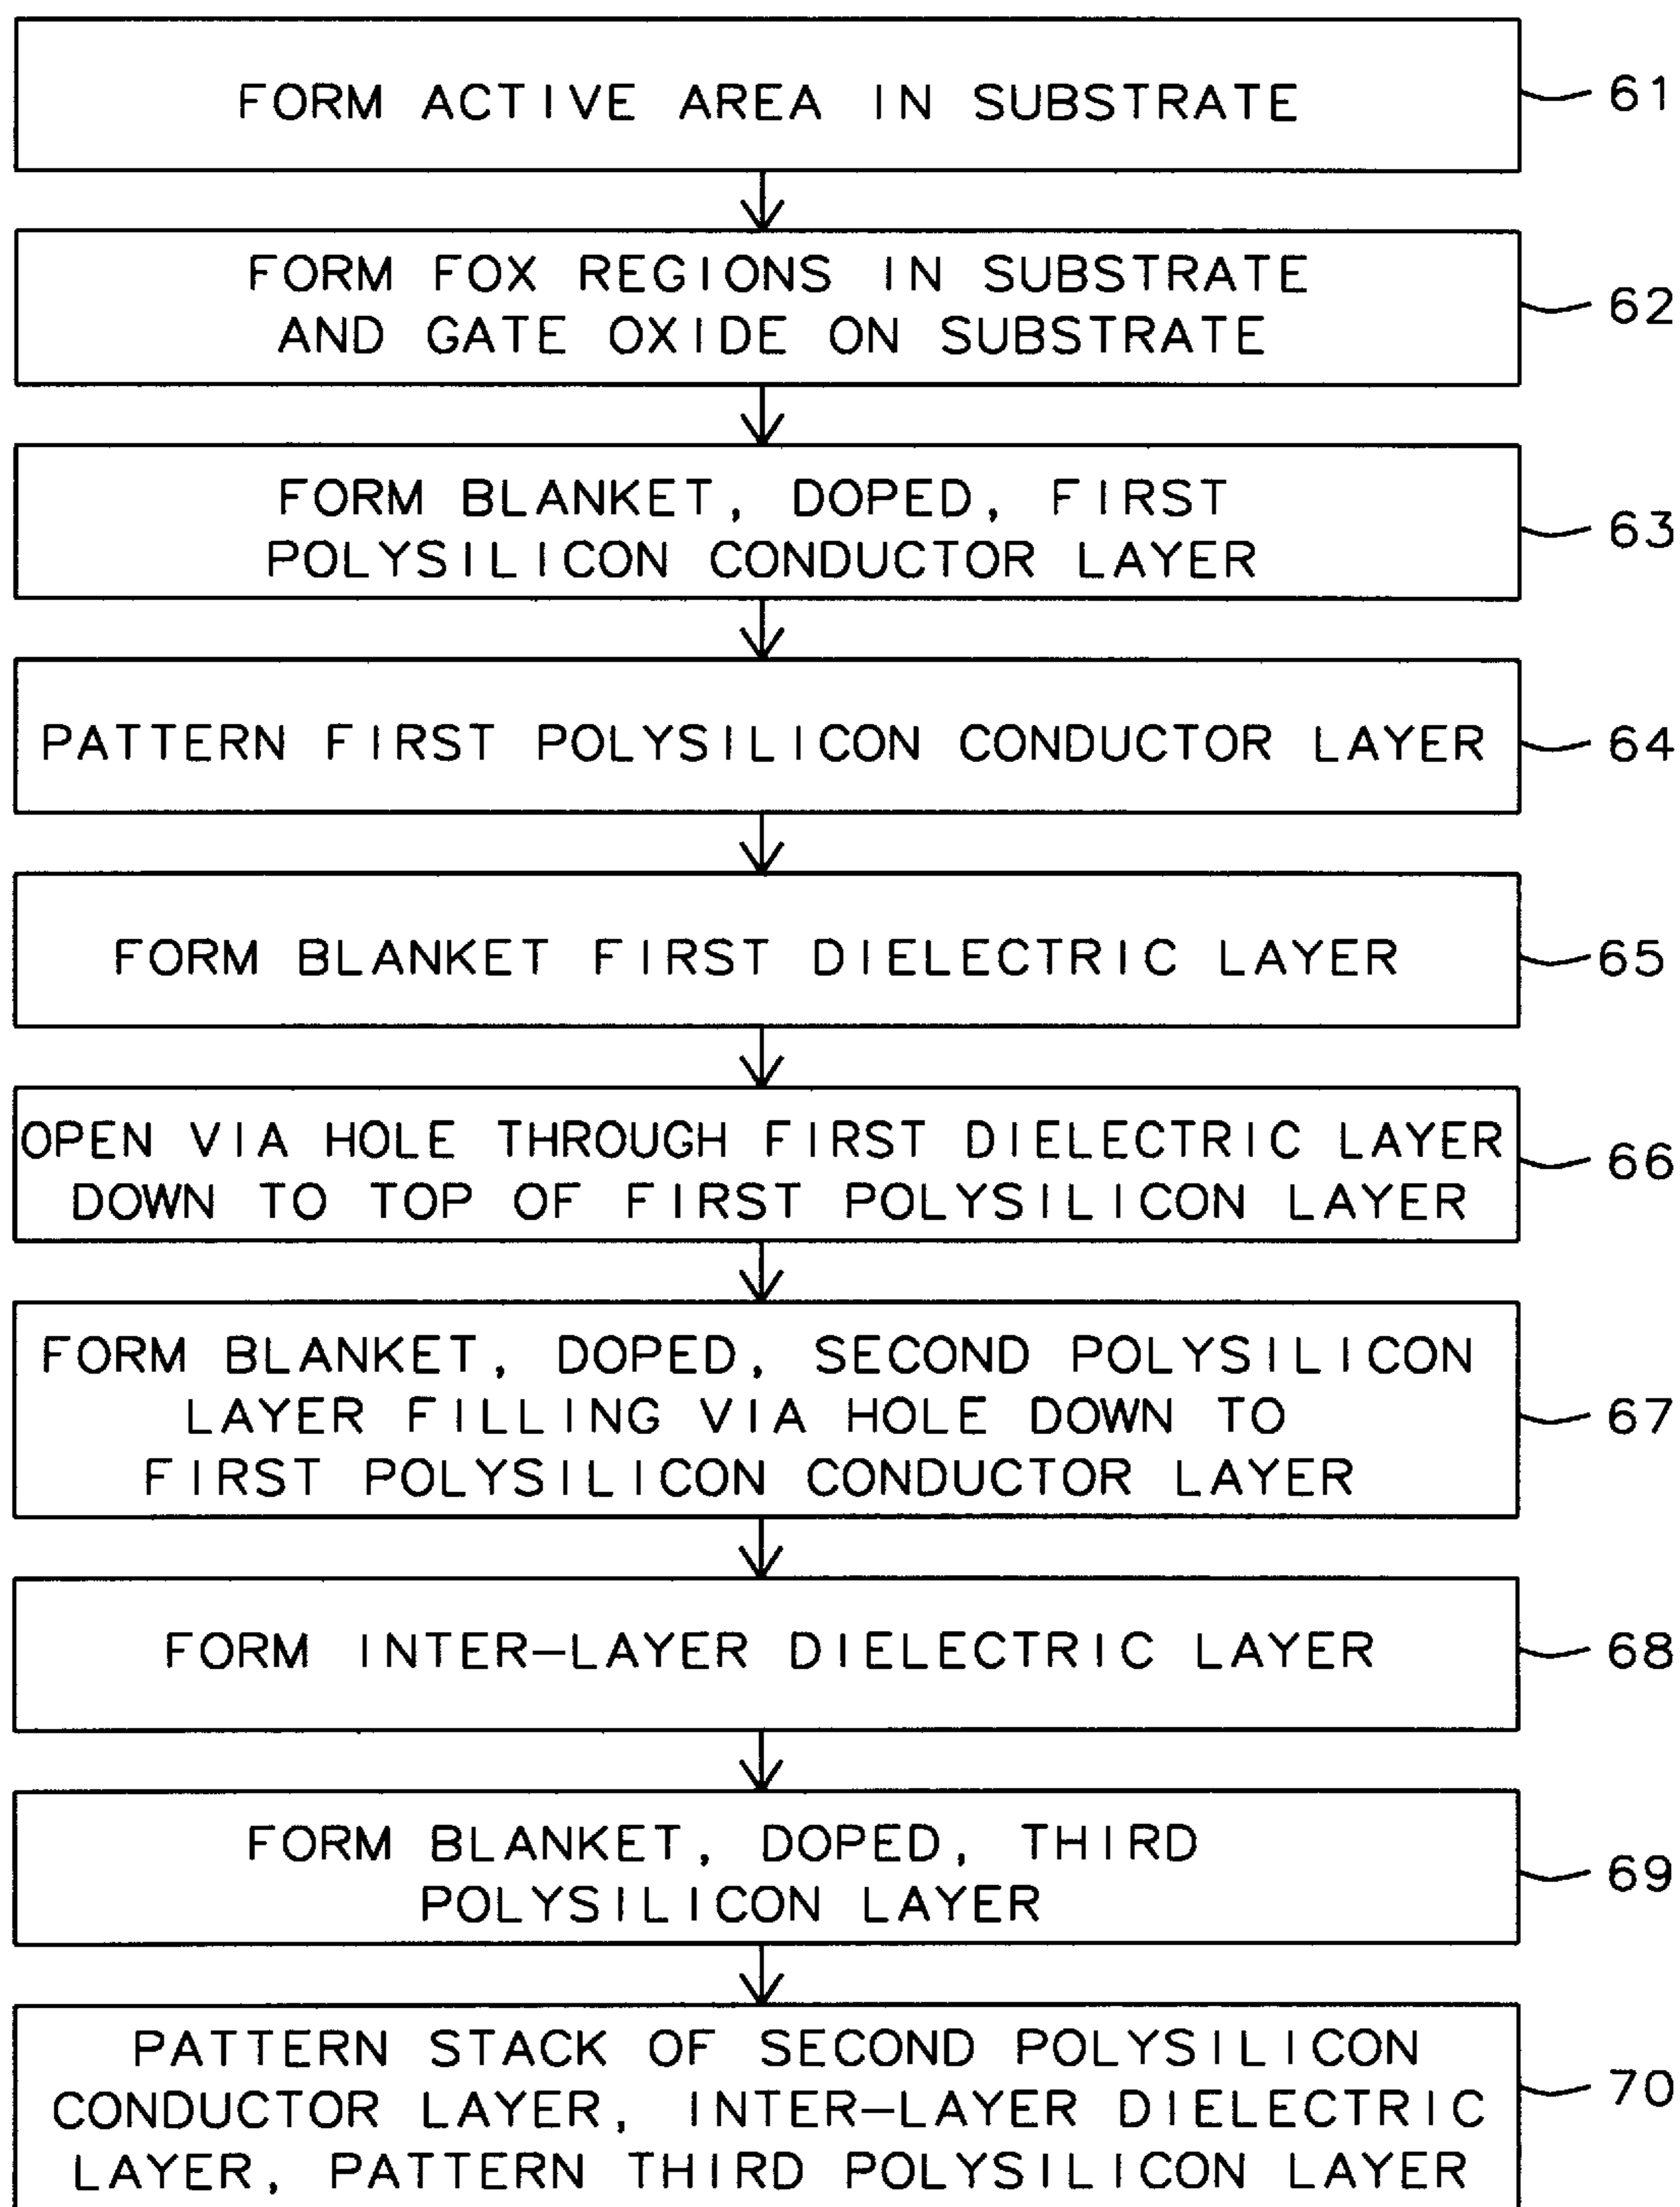 FORM ACTIVE AREA IN SUBSTRATE
61
FORM FOX REGIONS IN SUBSTRATE
AND GATE OXIDE ON SUBSTRATE
62
FORM BLANKET, DOPED, FIRST
POLYSILICON CONDUCTOR LAYER
63
PATTERN FIRST POLYSILICON CONDUCTOR LAYER
64
FORM BLANKET FIRST DIELECTRIC LAYER
65
OPEN VIA HOLE THROUGH FIRST DIELECTRIC LAYER
DOWN TO TOP OF FIRST POLYSILICON LAYER
66
FORM BLANKET, DOPED, SECOND POLYSILICON
LAYER FILLING VIA HOLE DOWN TO
FIRST POLYSILICON CONDUCTOR LAYER
67
FORM INTER-LAYER DIELECTRIC LAYER
68
FORM BLANKET, DOPED, THIRD
POLYSILICON LAYER
69
PATTERN STACK OF SECOND POLYSILICON
CONDUCTOR LAYER, INTER-LAYER DIELECTRIC
LAYER, PATTERN THIRD POLYSILICON LAYER
70